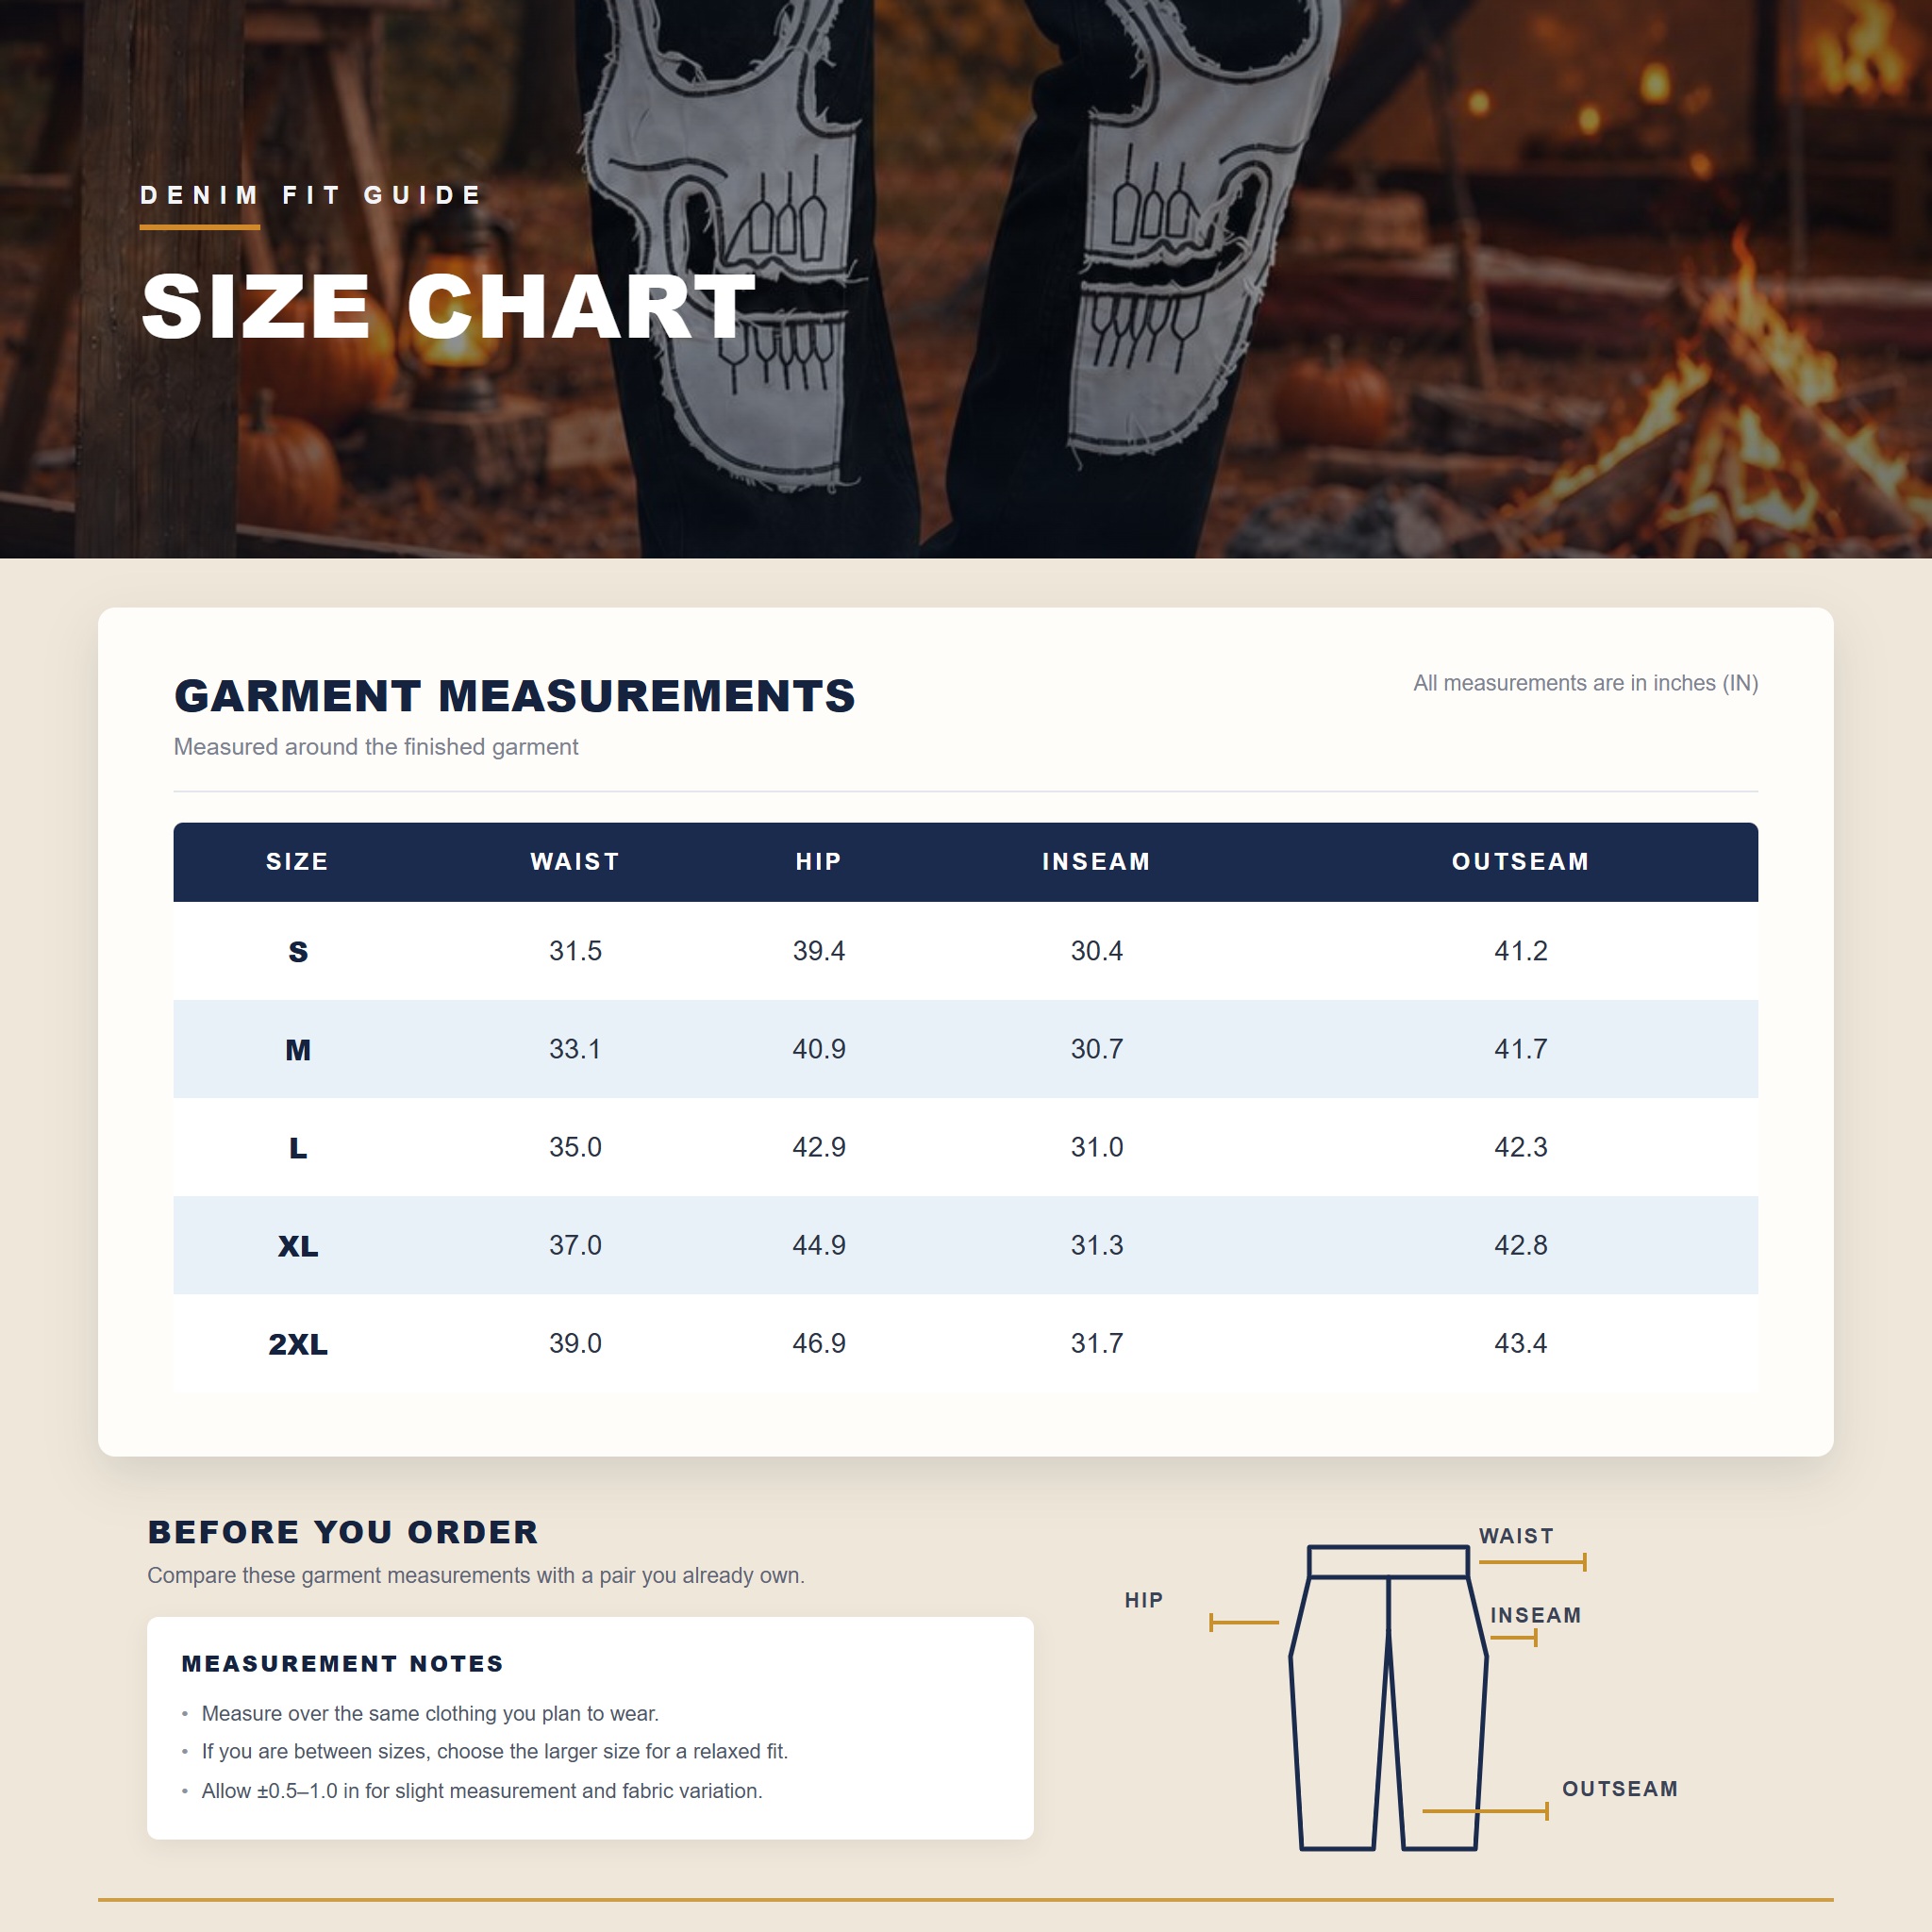 DENIM FIT GUIDE
SIZE CHART
GARMENT MEASUREMENTS
All measurements are in inches (IN)
Measured around the finished garment
SIZE WAIST HIP INSEAM OUTSEAM
S 31.5 39.4 30.4 41.2
M 33.1 40.9 30.7 41.7
L 35.0 42.9 31.0 42.3
XL 37.0 44.9 31.3 42.8
2XL 39.0 46.9 31.7 43.4
BEFORE YOU ORDER
Compare these garment measurements with a pair you already own.
MEASUREMENT NOTES
• Measure over the same clothing you plan to wear.
• If you are between sizes, choose the larger size for a relaxed fit.
• Allow ±0.5–1.0 in for slight measurement and fabric variation.
WAIST
HIP
INSEAM
OUTSEAM